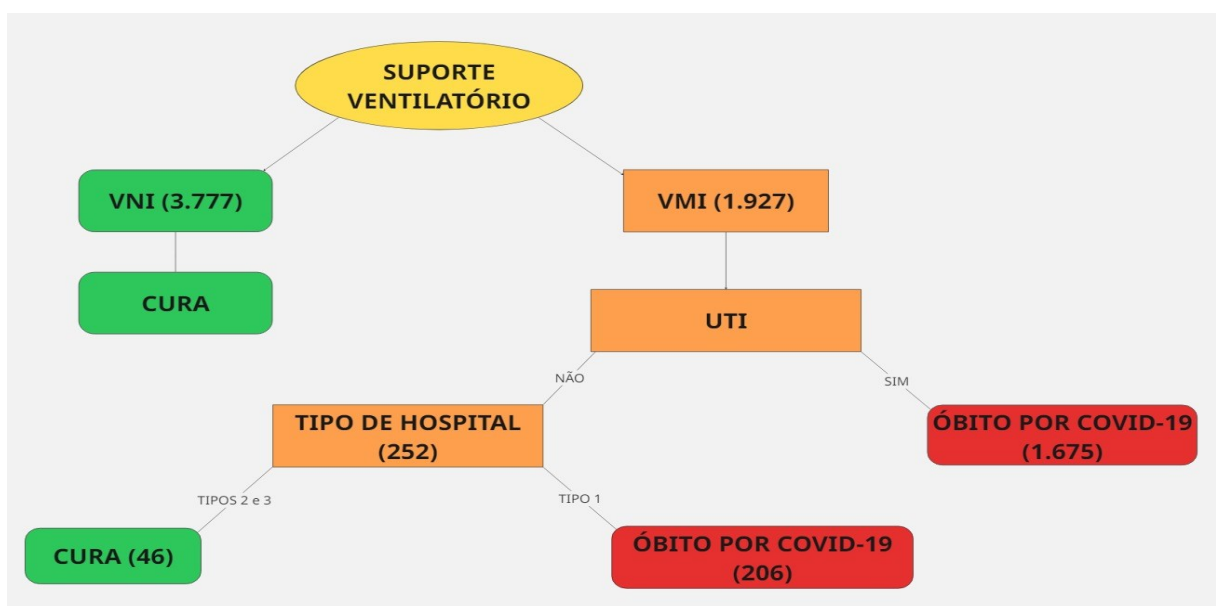 SUPORTE
VENTILATÓRIO
VNI (3.777)
VMI (1.927)
CURA
UTI
NÃO
SIM
TIPO DE HOSPITAL
(252)
ÓBITO POR COVID-19
(1.675)
TIPOS 2 e 3
TIPO 1
CURA (46)
ÓBITO POR COVID-19
(206)